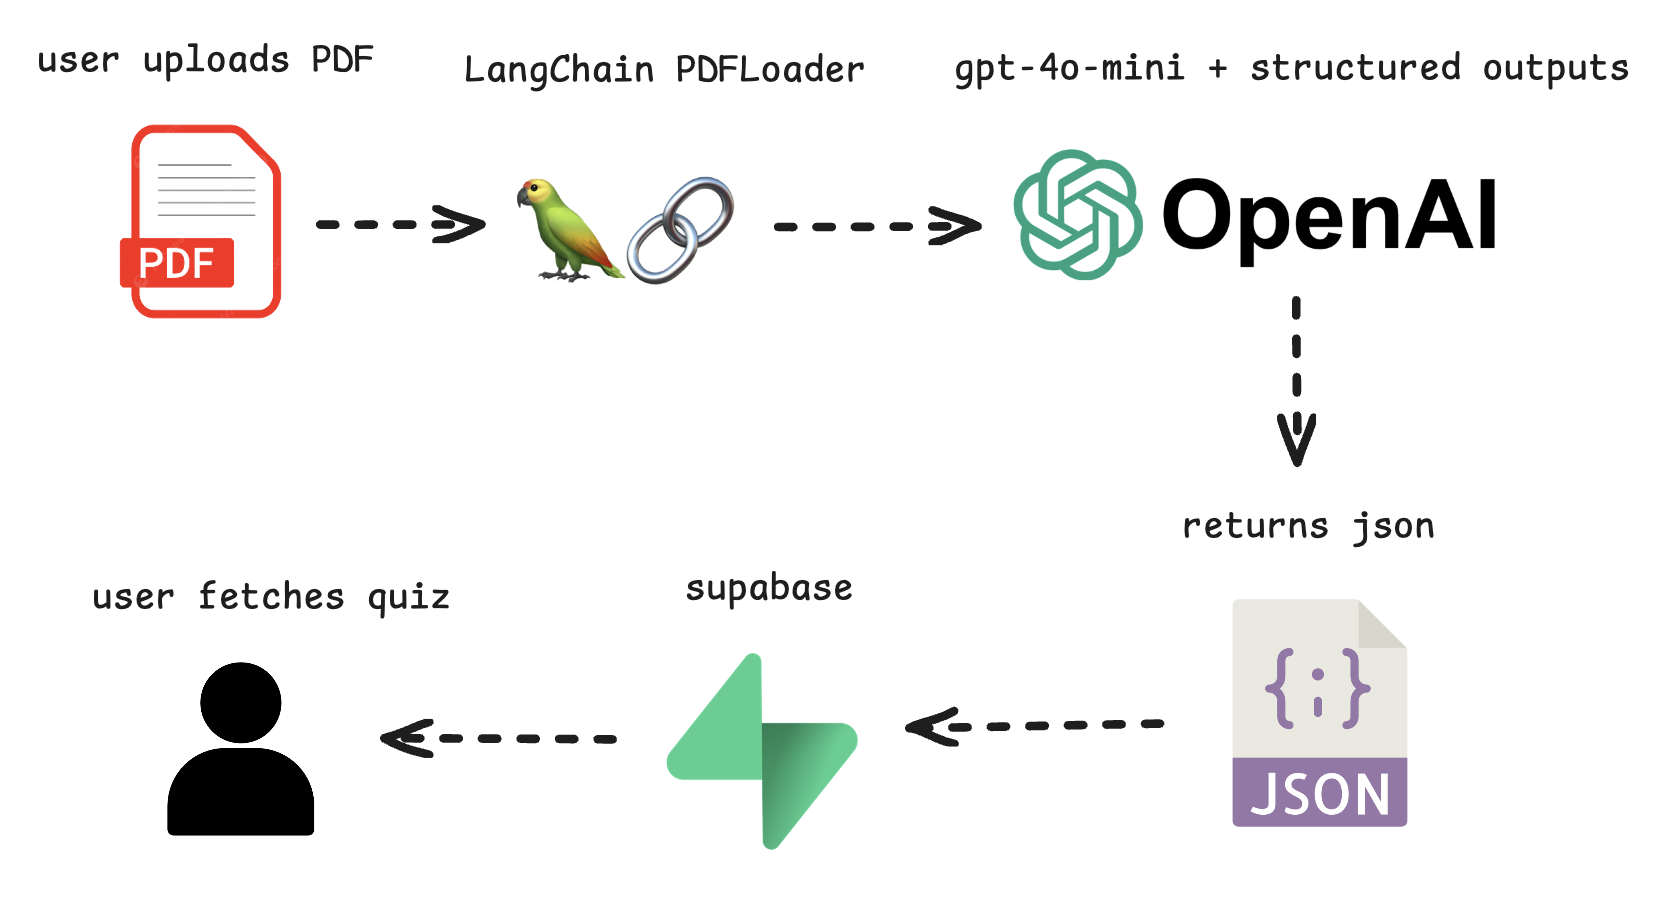 user uploads PDF
LangChain PDFLoader
gpt-4o-mini + structured outputs
PDF
OpenAI
returns json
user fetches quiz
supabase
{;}
JSON